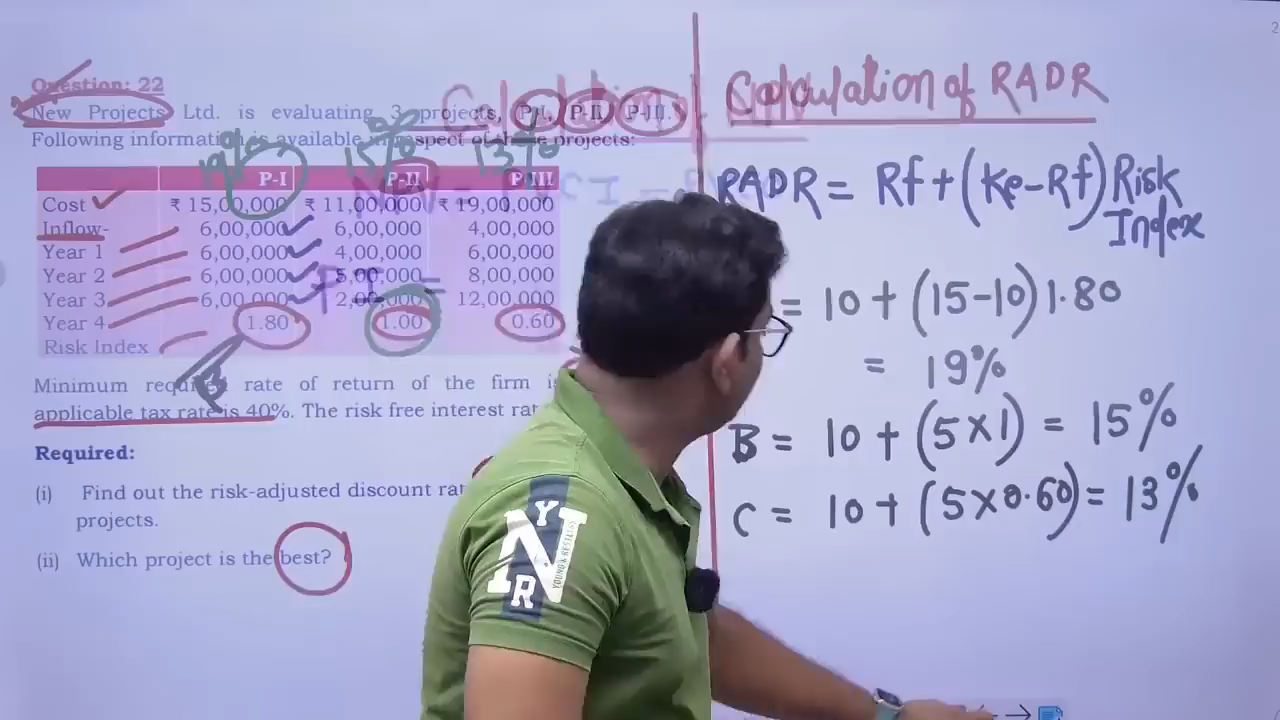 Question: 22
New Projects Ltd. is evaluating 3 projects, P-I, P-II, P-III.
Following information is available in respect of these projects:
19% 15% 13%
P-I P-II P-III
Cost ₹ 15,00,000 ₹ 11,00,000 ₹ 19,00,000
Inflow- 6,00,000 6,00,000 4,00,000
Year 1 6,00,000 4,00,000 6,00,000
Year 2 6,00,000 5,00,000 8,00,000
Year 3 6,00,000 2,00,000 12,00,000
Year 4 1.80 1.00 0.60
Risk Index
Minimum required rate of return of the firm is
applicable tax rate is 40%. The risk free interest rat
Required:
(i) Find out the risk-adjusted discount rat
projects.
(ii) Which project is the best?
Calculation of RADR
RADR = Rf + (Ke-Rf) Risk Index
= 10 + (15-10) 1.80
= 19%
B = 10 + (5×1) = 15%
C = 10 + (5×0.60) = 13%
Y
N
R
YOUNG & RESTLESS